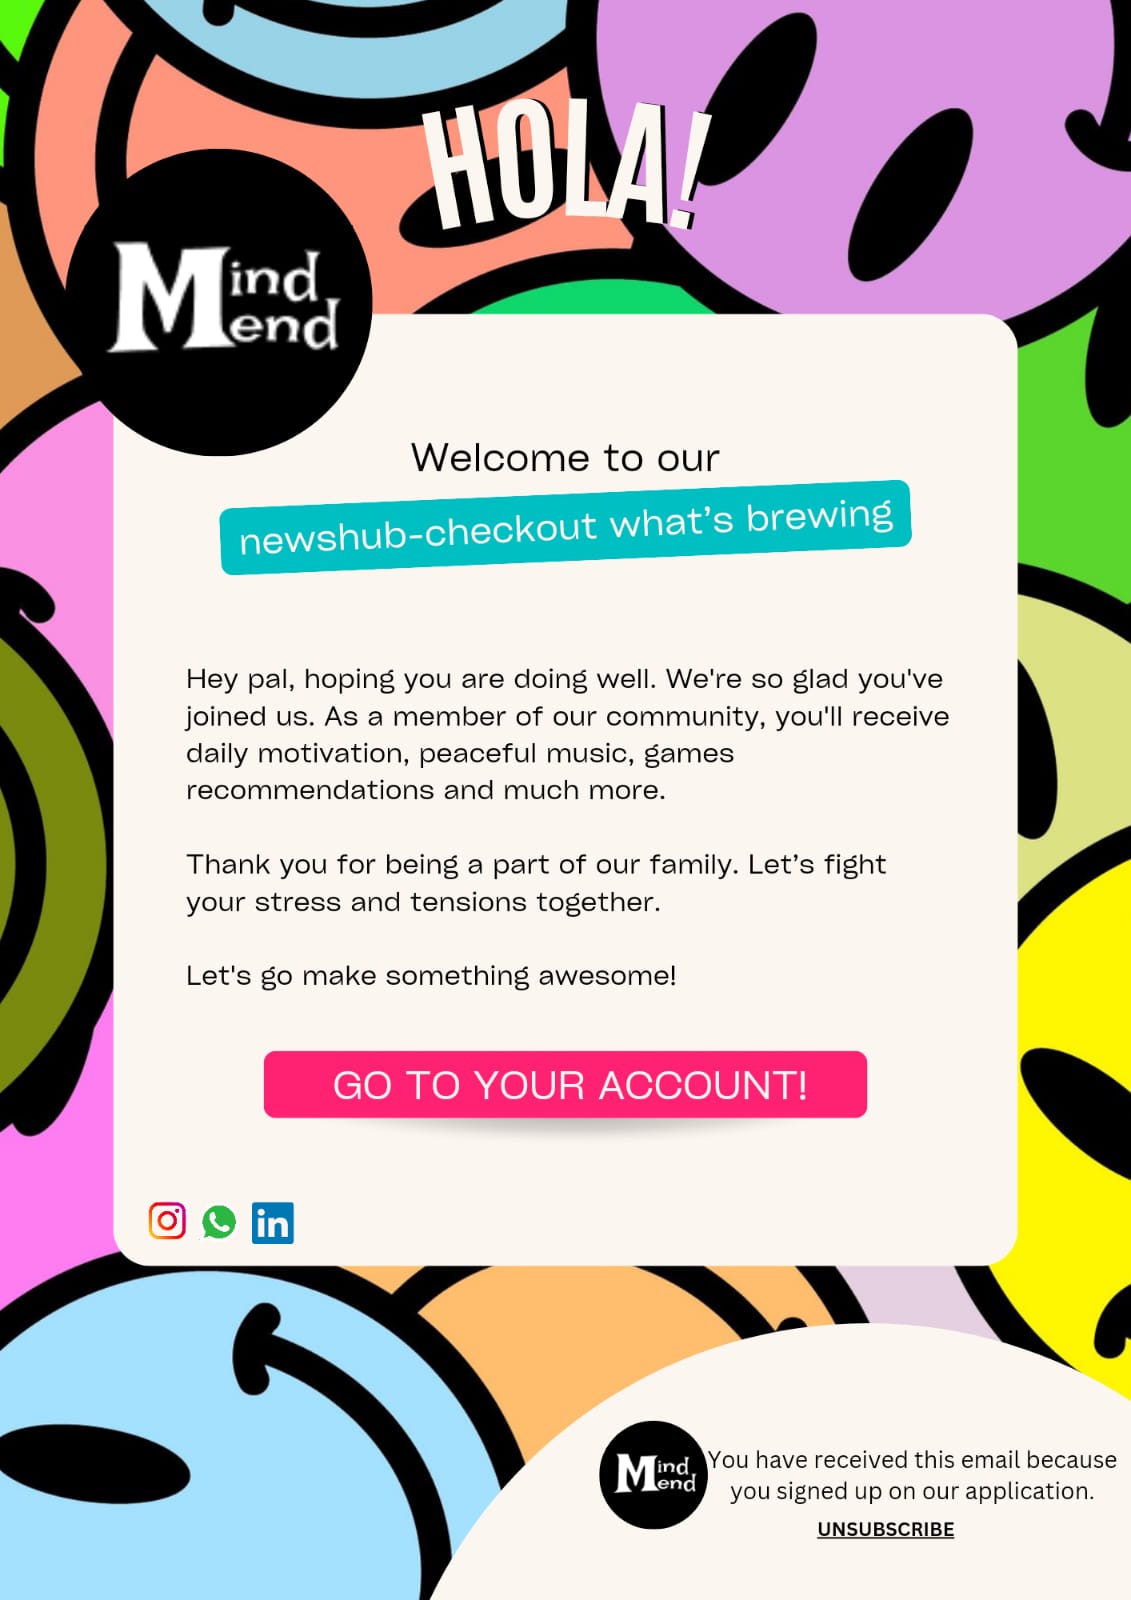 HOLA!
Mind
Mend
Welcome to our
newshub-checkout what’s brewing
Hey pal, hoping you are doing well. We're so glad you've
joined us. As a member of our community, you'll receive
daily motivation, peaceful music, games
recommendations and much more.
Thank you for being a part of our family. Let’s fight
your stress and tensions together.
Let's go make something awesome!
GO TO YOUR ACCOUNT!
in
Mind
Mend
You have received this email because
you signed up on our application.
UNSUBSCRIBE